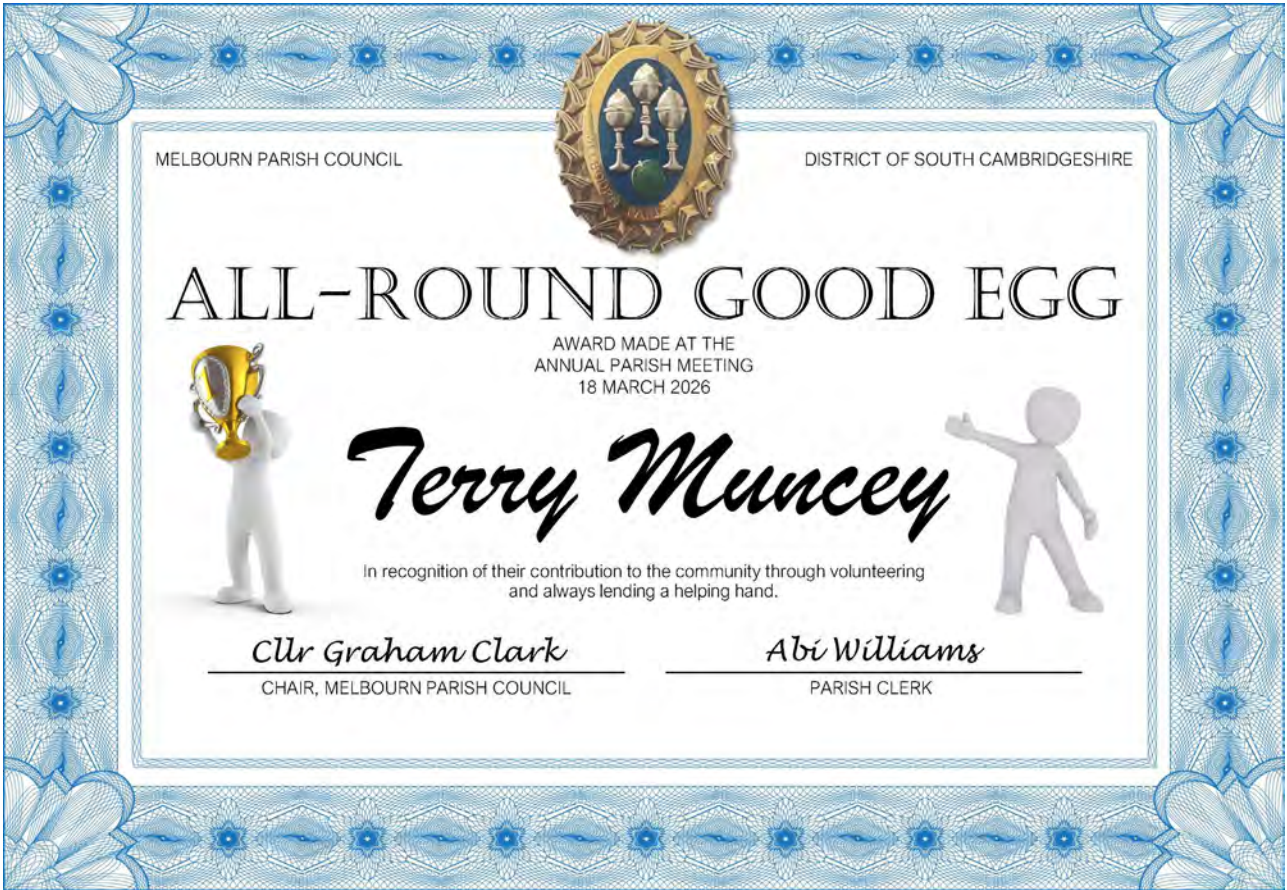 MELBOURN PARISH COUNCIL
DISTRICT OF SOUTH CAMBRIDGESHIRE
ALL-ROUND GOOD EGG
AWARD MADE AT THE
ANNUAL PARISH MEETING
18 MARCH 2026
Terry Muncey
In recognition of their contribution to the community through volunteering
and always lending a helping hand.
Cllr Graham Clark
CHAIR, MELBOURN PARISH COUNCIL
Abi Williams
PARISH CLERK